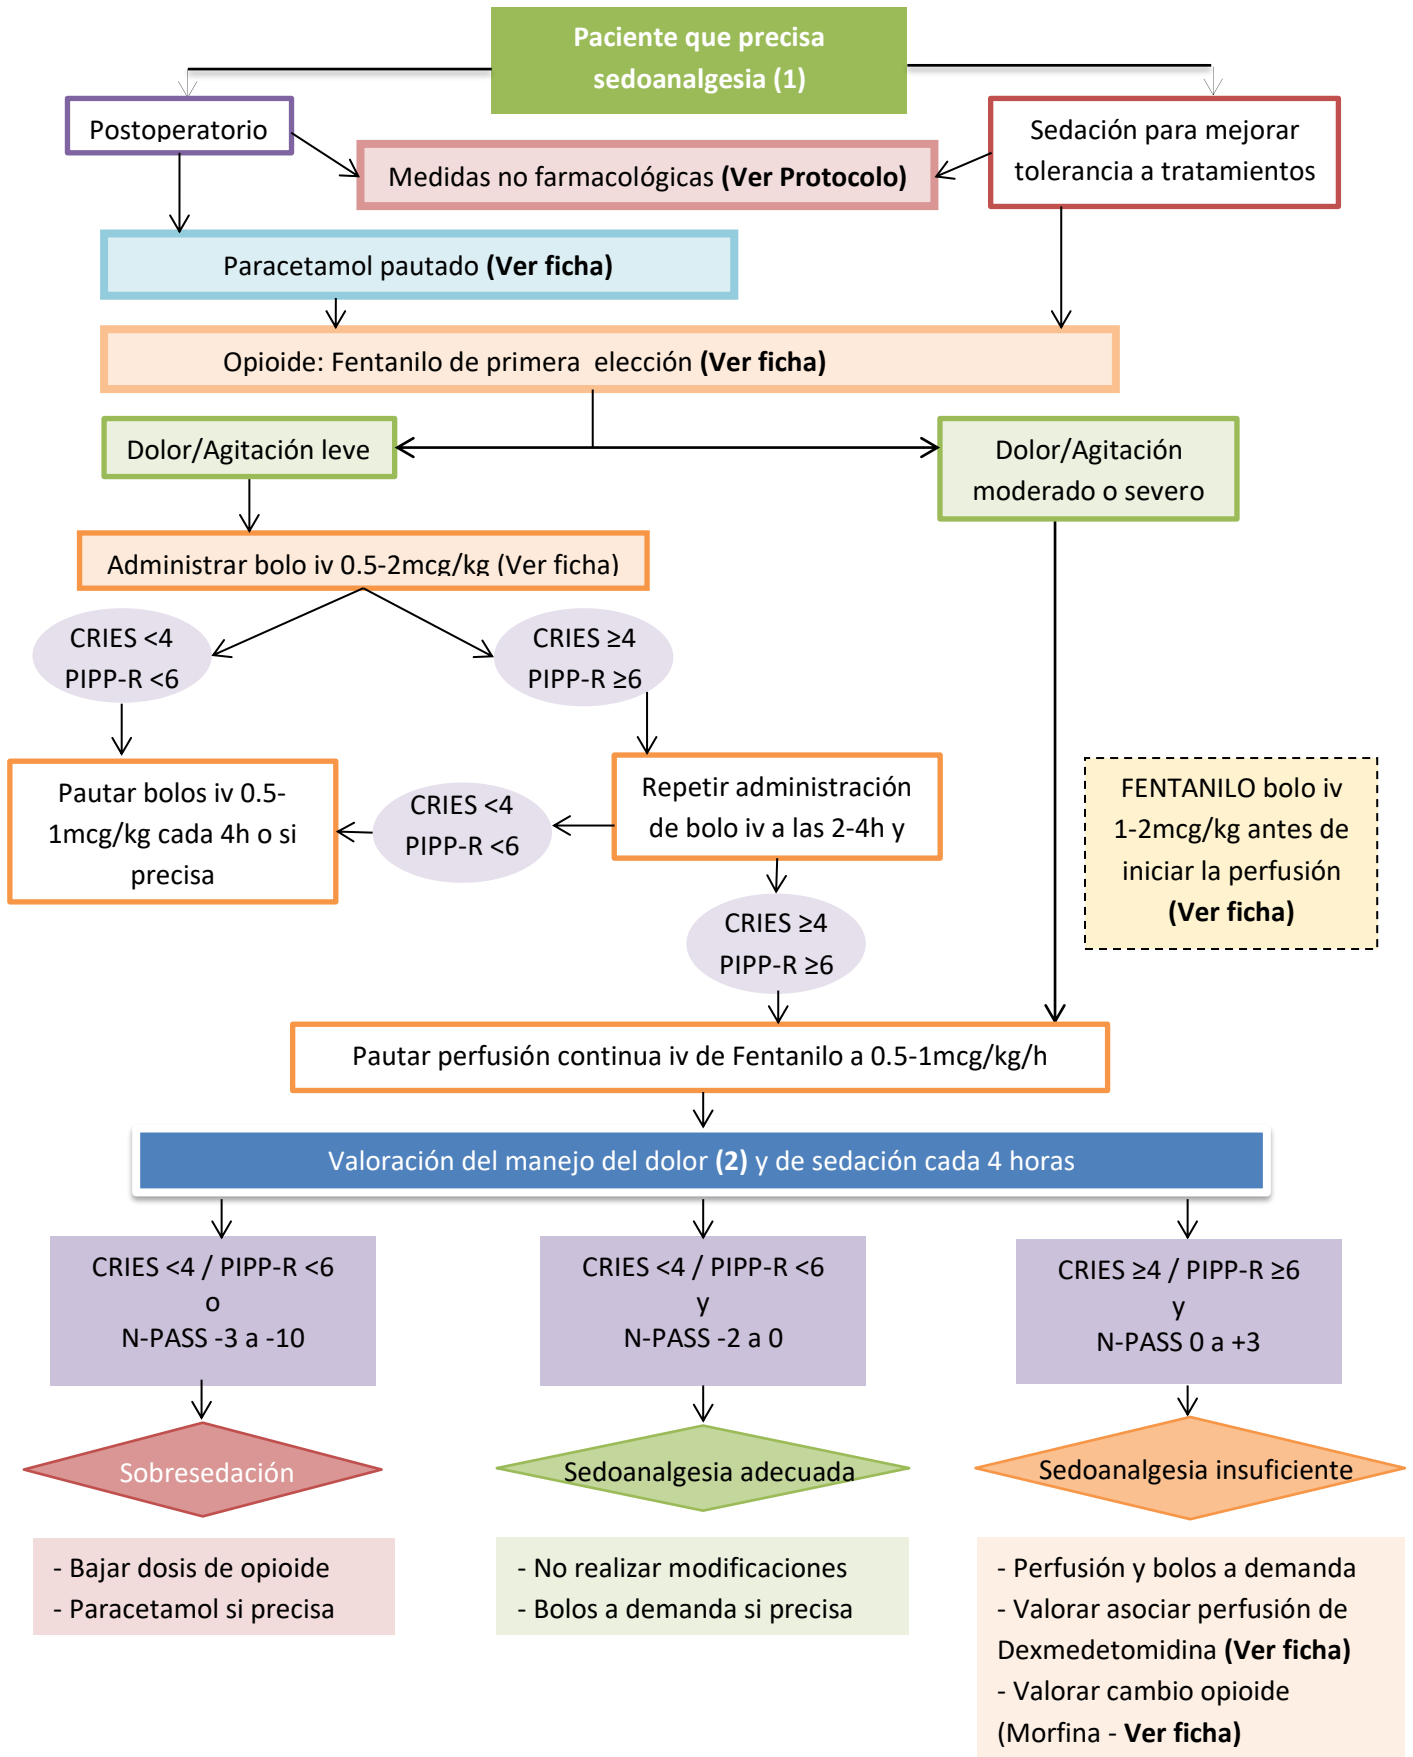 Paciente que precisa
sedoanalgesia (1)
Postoperatorio
Sedación para mejorar
tolerancia a tratamientos
Medidas no farmacológicas (Ver Protocolo)
Paracetamol pautado (Ver ficha)
Opioide: Fentanilo de primera elección (Ver ficha)
Dolor/Agitación leve
Dolor/Agitación
moderado o severo
Administrar bolo iv 0.5-2mcg/kg (Ver ficha)
CRIES <4
PIPP-R <6
CRIES ≥4
PIPP-R ≥6
Pautar bolos iv 0.5-
1mcg/kg cada 4h o si
precisa
CRIES <4
PIPP-R <6
Repetir administración
de bolo iv a las 2-4h y
FENTANILO bolo iv
1-2mcg/kg antes de
iniciar la perfusión
(Ver ficha)
CRIES ≥4
PIPP-R ≥6
Pautar perfusión continua iv de Fentanilo a 0.5-1mcg/kg/h
Valoración del manejo del dolor (2) y de sedación cada 4 horas
CRIES <4 / PIPP-R <6
o
N-PASS -3 a -10
CRIES <4 / PIPP-R <6
y
N-PASS -2 a 0
CRIES ≥4 / PIPP-R ≥6
y
N-PASS 0 a +3
Sobresedación
Sedoanalgesia adecuada
Sedoanalgesia insuficiente
- Bajar dosis de opioide
- Paracetamol si precisa
- No realizar modificaciones
- Bolos a demanda si precisa
- Perfusión y bolos a demanda
- Valorar asociar perfusión de
Dexmedetomidina (Ver ficha)
- Valorar cambio opioide
(Morfina - Ver ficha)